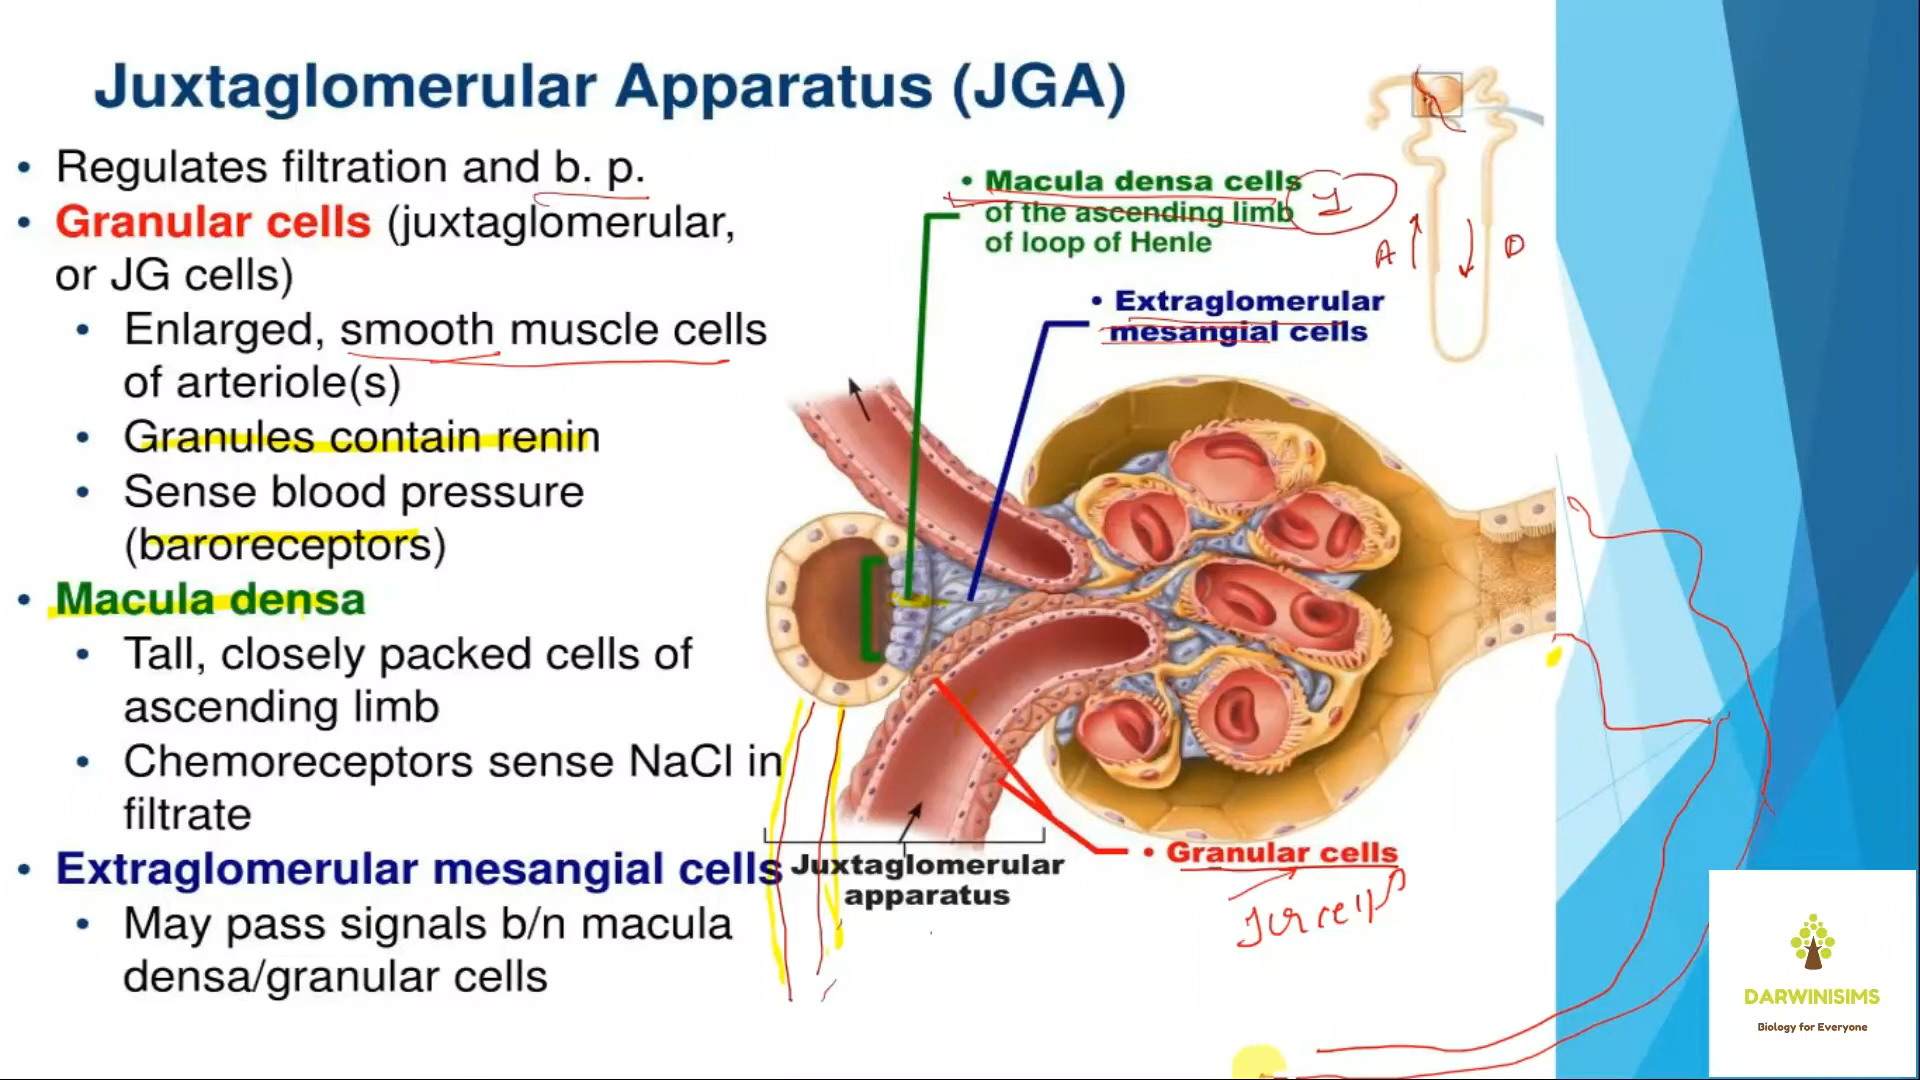 Juxtaglomerular Apparatus (JGA)
• Regulates filtration and b. p.
• Granular cells (juxtaglomerular,
or JG cells)
• Enlarged, smooth muscle cells
of arteriole(s)
• Granules contain renin
• Sense blood pressure
(baroreceptors)
• Macula densa
• Tall, closely packed cells of
ascending limb
• Chemoreceptors sense NaCl in
filtrate
• Extraglomerular mesangial cells
• May pass signals b/n macula
densa/granular cells
• Macula densa cells
of the ascending limb
of loop of Henle
A
D
• Extraglomerular
mesangial cells
• Granular cells
Juxtaglomerular
apparatus
DARWINISIMS
Biology for Everyone